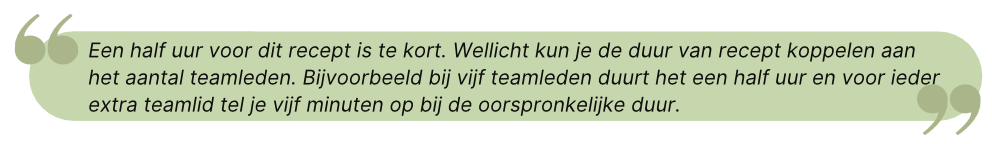 Een half uur voor dit recept is te kort. Wellicht kun je de duur van recept koppelen aan
het aantal teamleden. Bijvoorbeeld bij vijf teamleden duurt het een half uur en voor ieder
extra teamlid tel je vijf minuten op bij de oorspronkelijke duur.